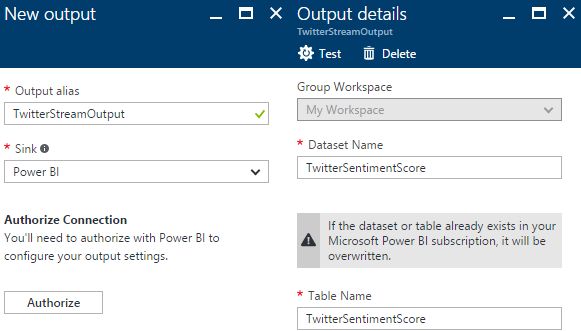 New output
* Output alias
TwitterStreamOutput
* Sink
Power BI
Authorize Connection
You'll need to authorize with Power BI to
configure your output settings.
Authorize
Output details
TwitterStreamOutput
Test Delete
Group Workspace
My Workspace
* Dataset Name
TwitterSentimentScore
If the dataset or table already exists in your
Microsoft Power BI subscription, it will be
overwritten.
* Table Name
TwitterSentimentScore